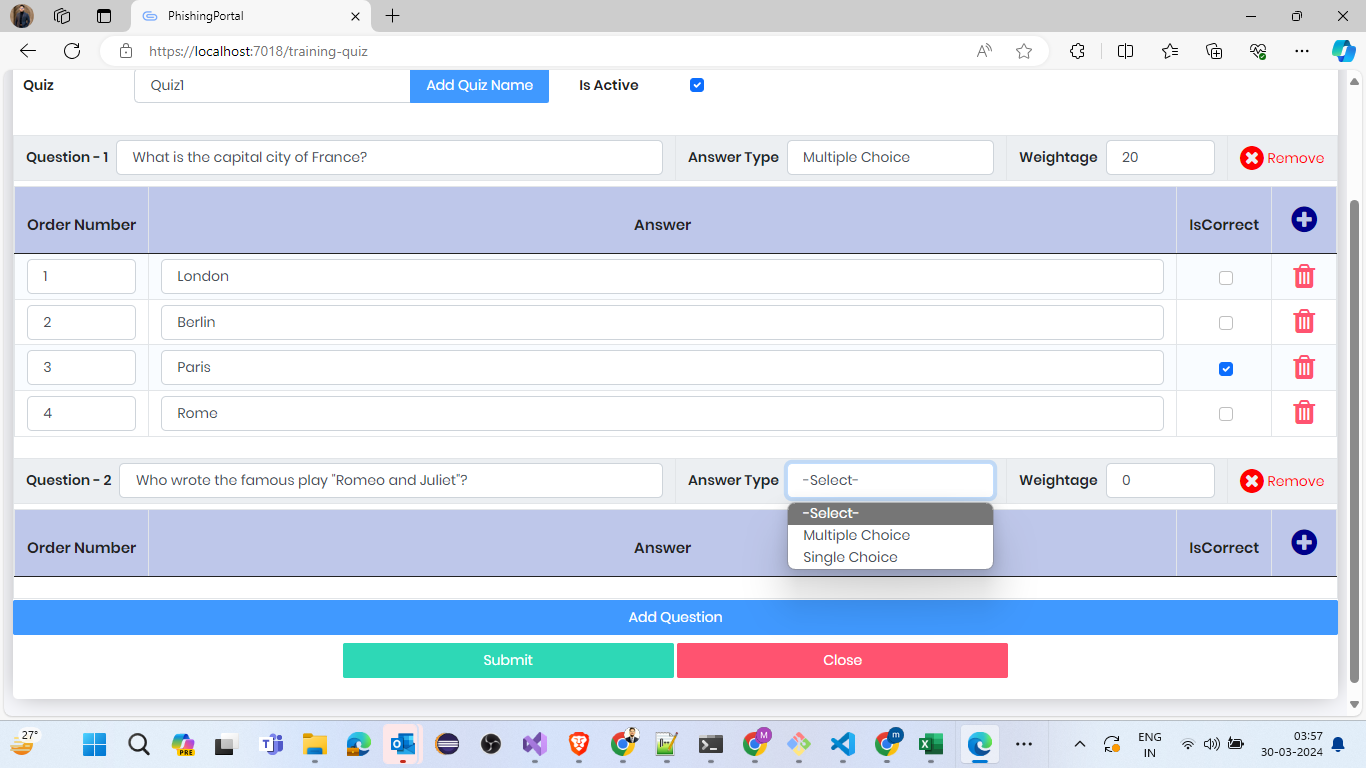 PhishingPortal
https://localhost:7018/training-quiz
Quiz
Quiz1
Add Quiz Name
Is Active
Question - 1
What is the capital city of France?
Answer Type
Multiple Choice
Weightage
20
Remove
Order Number
Answer
IsCorrect
1
London
2
Berlin
3
Paris
4
Rome
Question - 2
Who wrote the famous play "Romeo and Juliet"?
Answer Type
-Select-
Weightage
0
Remove
-Select-
Multiple Choice
Single Choice
Order Number
Answer
IsCorrect
Add Question
Submit
Close
27°
PRE
M
m
ENG
IN
03:57
30-03-2024